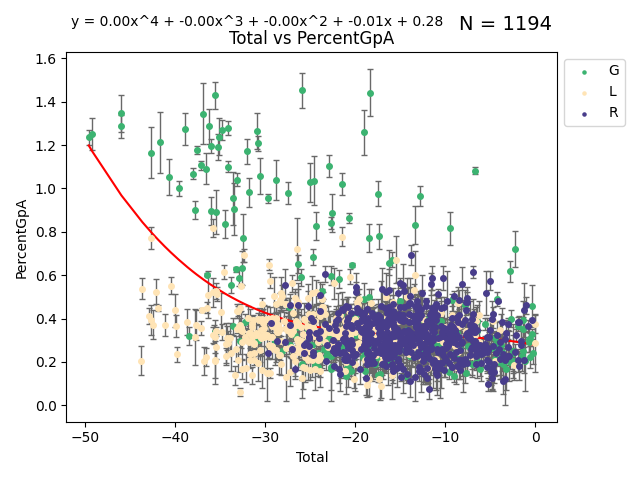 y = 0.00x^4 + -0.00x^3 + -0.00x^2 + -0.01x + 0.28
N = 1194
Total vs PercentGpA
G
L
R
PercentGpA
1.6
1.4
1.2
1.0
0.8
0.6
0.4
0.2
0.0
−50
−40
−30
−20
−10
0
Total